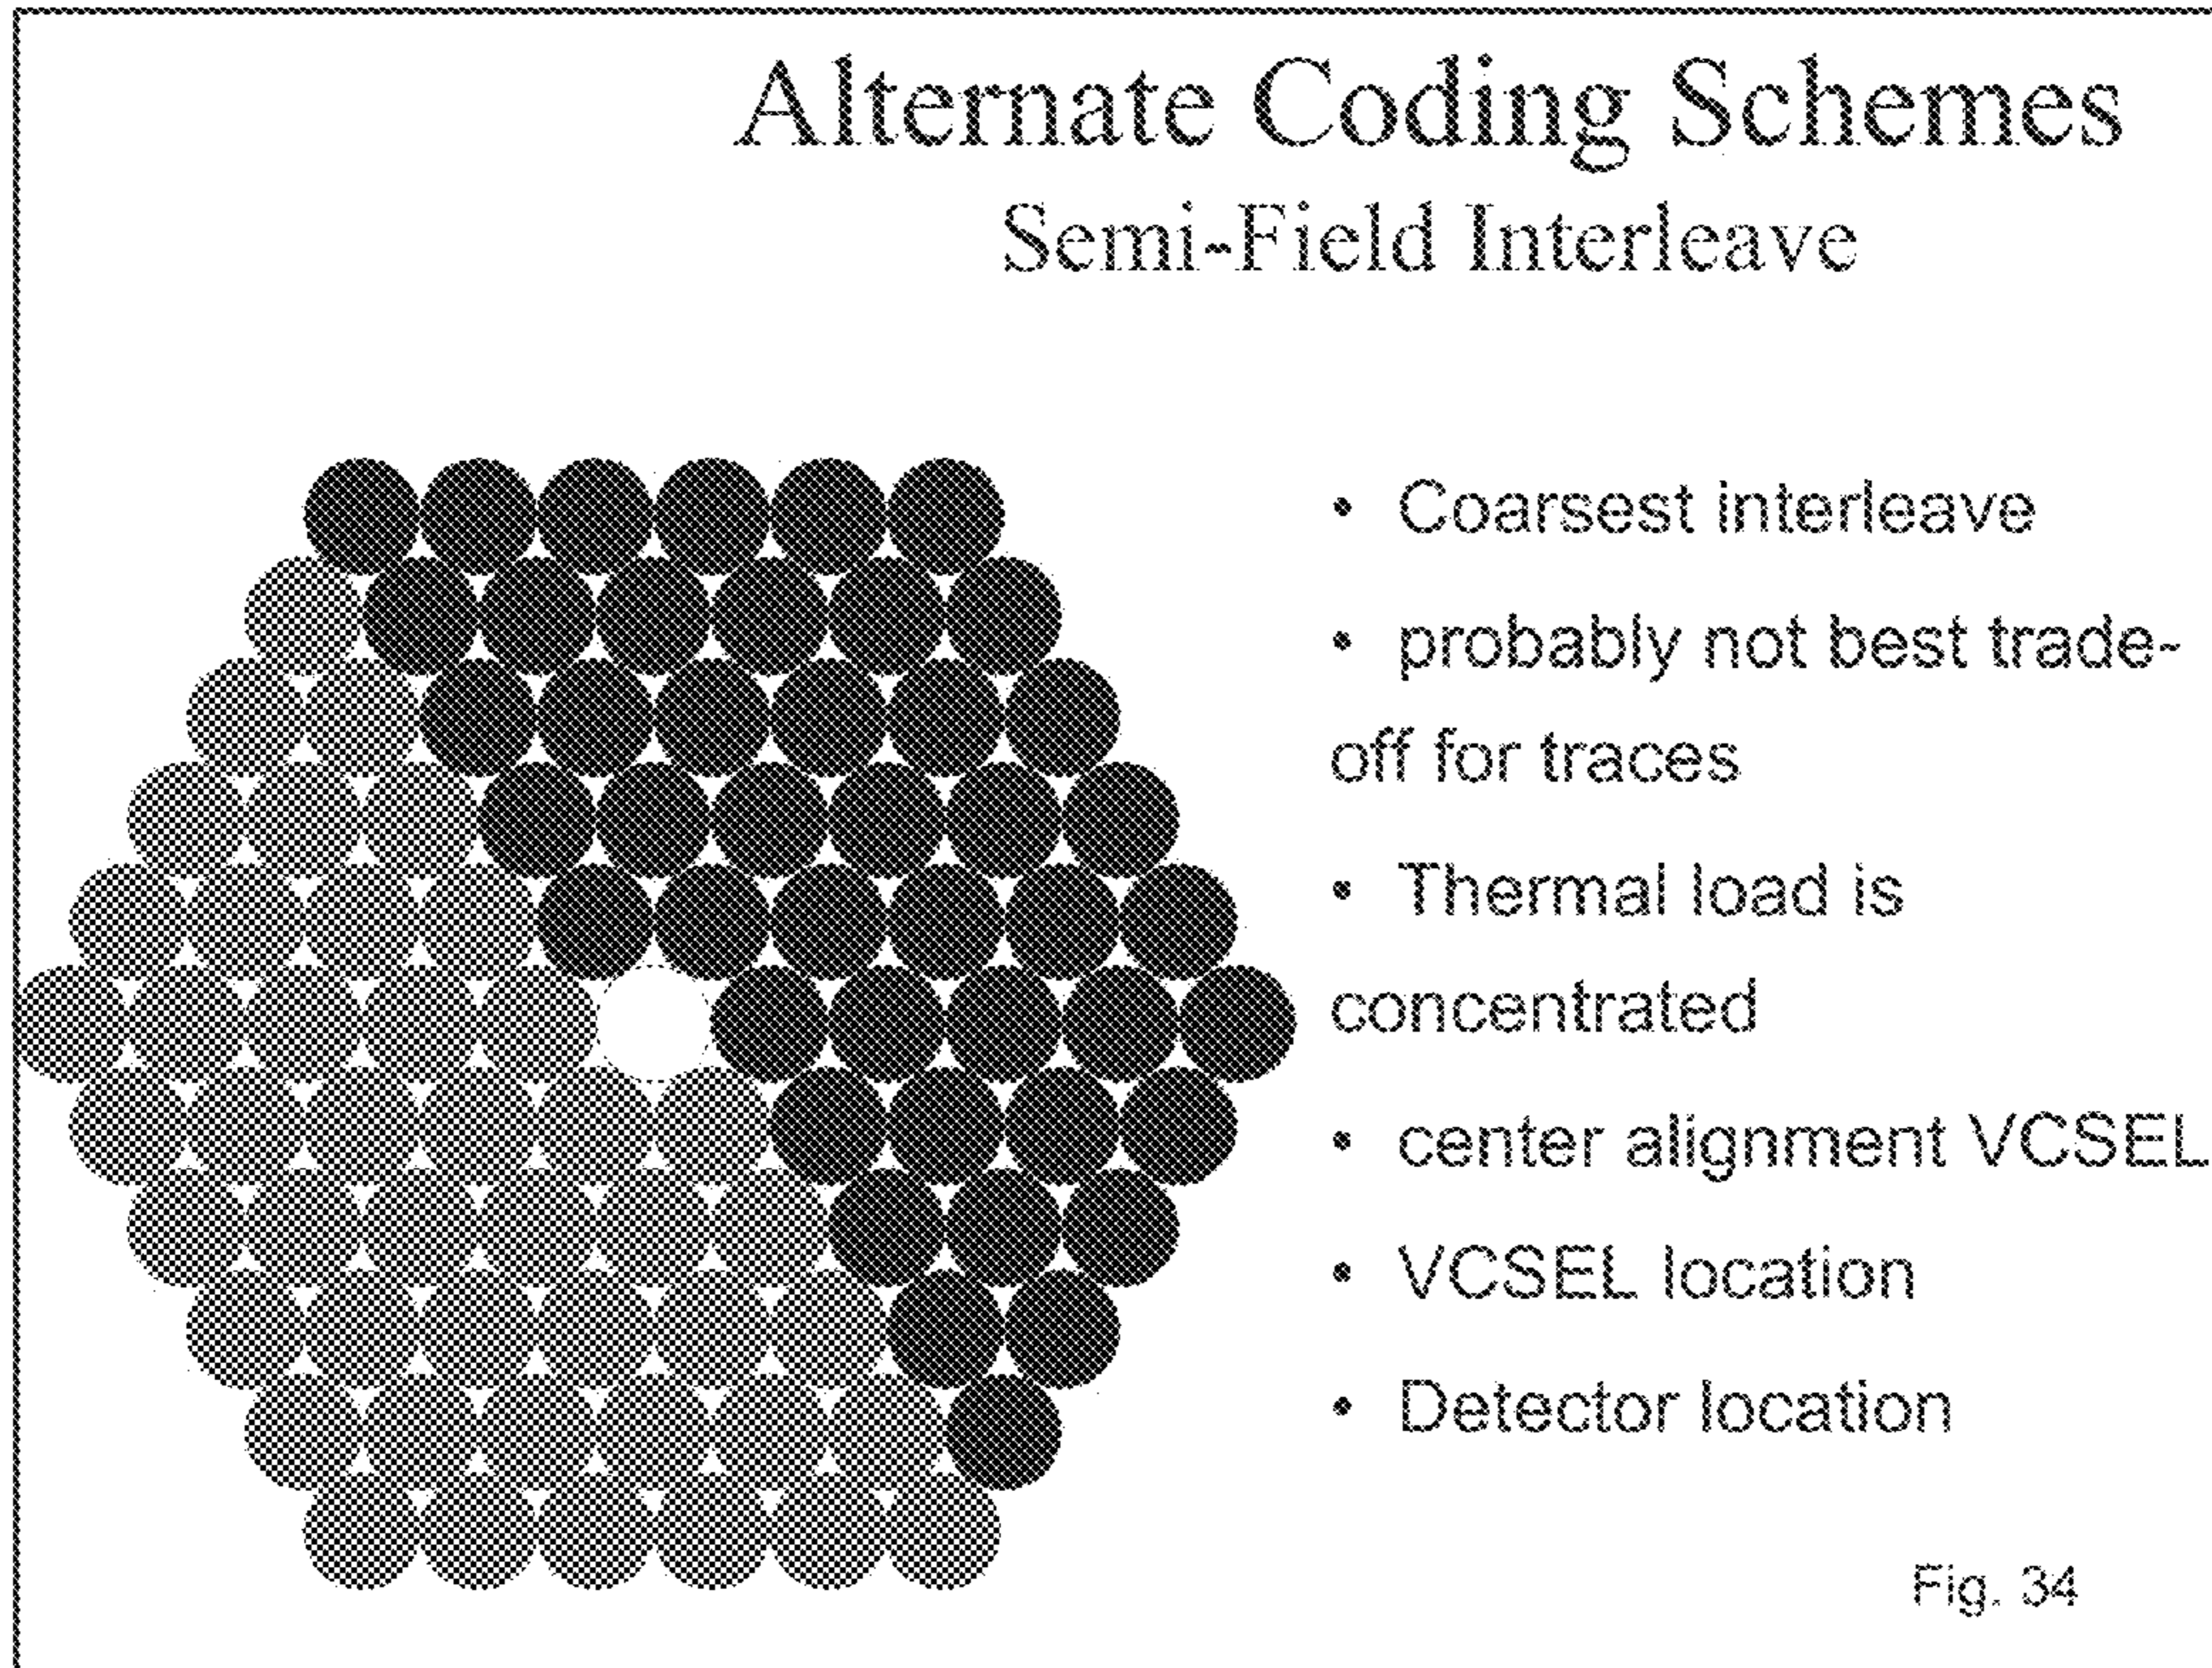 Alternate Coding Schemes
Semi-Field Interleave
• Coarsest interleave
• probably not best trade-
off for traces
• Thermal load is
concentrated
• center alignment VCSEL
• VCSEL location
• Detector location
Fig. 34